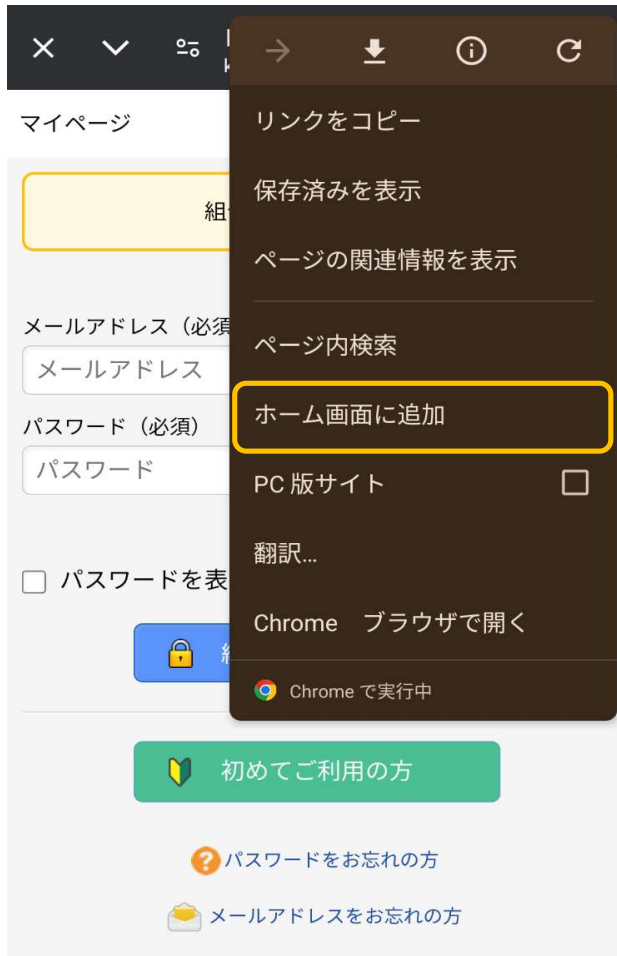 マイページ
リンクをコピー
保存済みを表示
組
ページの関連情報を表示
メールアドレス（必須
ページ内検索
メールアドレス
ホーム画面に追加
パスワード（必須）
パスワード
PC 版サイト
翻訳...
パスワードを表
Chrome　ブラウザで開く
Chrome で実行中
初めてご利用の方
パスワードをお忘れの方
メールアドレスをお忘れの方